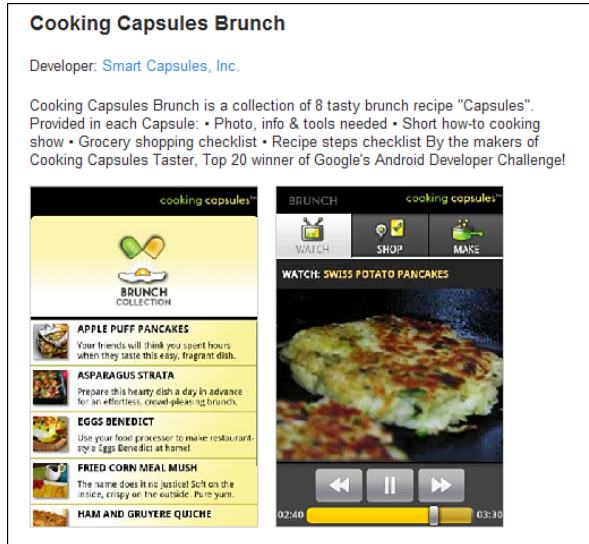 Cooking Capsules Brunch
Developer: Smart Capsules, Inc.
Cooking Capsules Brunch is a collection of 8 tasty brunch recipe "Capsules".
Provided in each Capsule: • Photo, info & tools needed • Short how-to cooking
show • Grocery shopping checklist • Recipe steps checklist By the makers of
Cooking Capsules Taster, Top 20 winner of Google's Android Developer Challenge!
cooking capsules™
BRUNCH
COLLECTION
APPLE PUFF PANCAKES
Your friends will think you spent hours
when they taste this easy, fragrant dish.
ASPARAGUS STRATA
Prepare this hearty dish a day in advance
for an effortless, crowd-pleasing brunch.
EGGS BENEDICT
Use your food processor to make restaurant-
style Eggs Benedict at home!
FRIED CORN MEAL MUSH
The name does it no justice! Soft on the
inside, crispy on the outside. Pure yum.
HAM AND GRUYERE QUICHE
BRUNCH cooking capsules™
WATCH SHOP MAKE
WATCH: SWISS POTATO PANCAKES
02:40 03:30